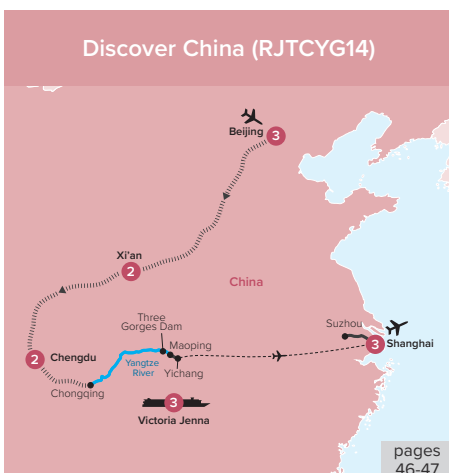 Discover China (RJTCYG14)
Beijing
3
Xi'an
2
China
Three
Gorges Dam
Suzhou
Maoping
3
Shanghai
2
Chengdu
Yangtze
River
Yichang
Chongqing
3
Victoria Jenna
pages
46-47